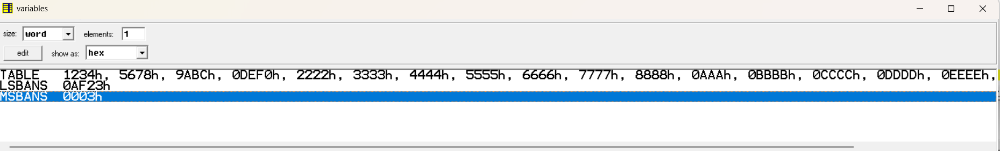 variables
size: word elements: 1
edit show as: hex
TABLE 1234h, 5678h, 9ABCh, 0DEF0h, 2222h, 3333h, 4444h, 5555h, 6666h, 7777h, 8888h, 0AAAh, 0BBBBh, 0CCCCh, 0DDDDh, 0EEEEh,
LSBANS 0AF23h
MSBANS 0003h